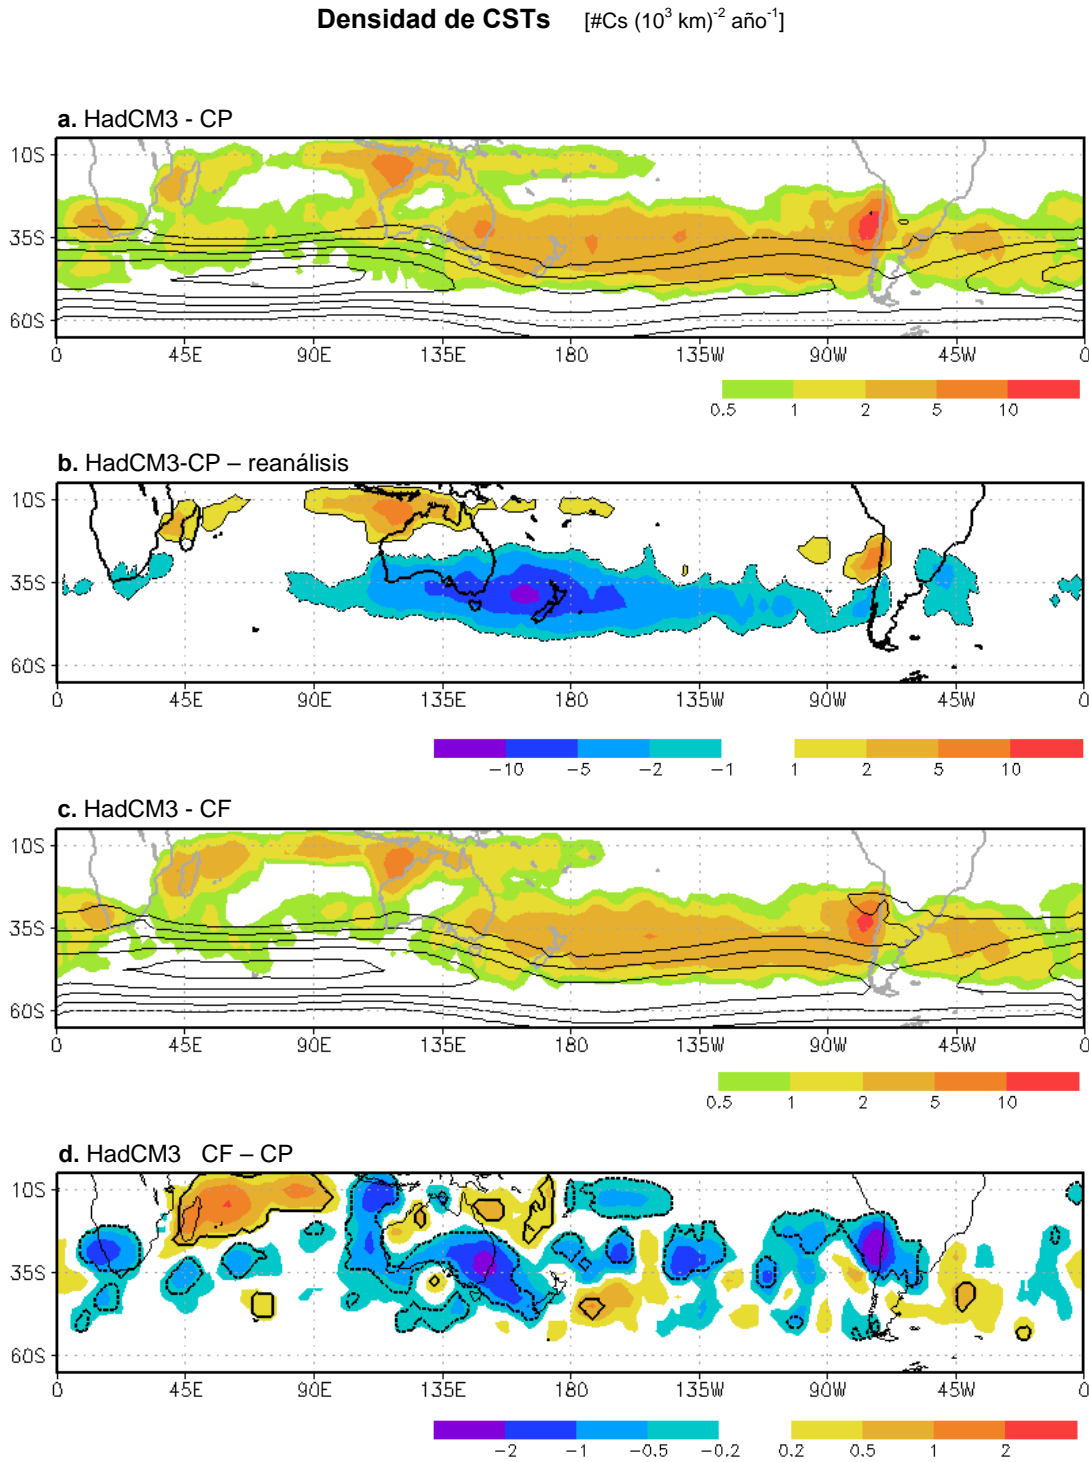 Densidad de CSTs [#Cs (10³ km)⁻² año⁻¹]
a. HadCM3 - CP
10S
35S
60S
0 45E 90E 135E 180 135W 90W 45W 0
0.5 1 2 5 10
b. HadCM3-CP – reanálisis
10S
35S
60S
0 45E 90E 135E 180 135W 90W 45W 0
−10 −5 −2 −1 1 2 5 10
c. HadCM3 - CF
10S
35S
60S
0 45E 90E 135E 180 135W 90W 45W 0
0.5 1 2 5 10
d. HadCM3 CF – CP
10S
35S
60S
0 45E 90E 135E 180 135W 90W 45W 0
−2 −1 −0.5 −0.2 0.2 0.5 1 2